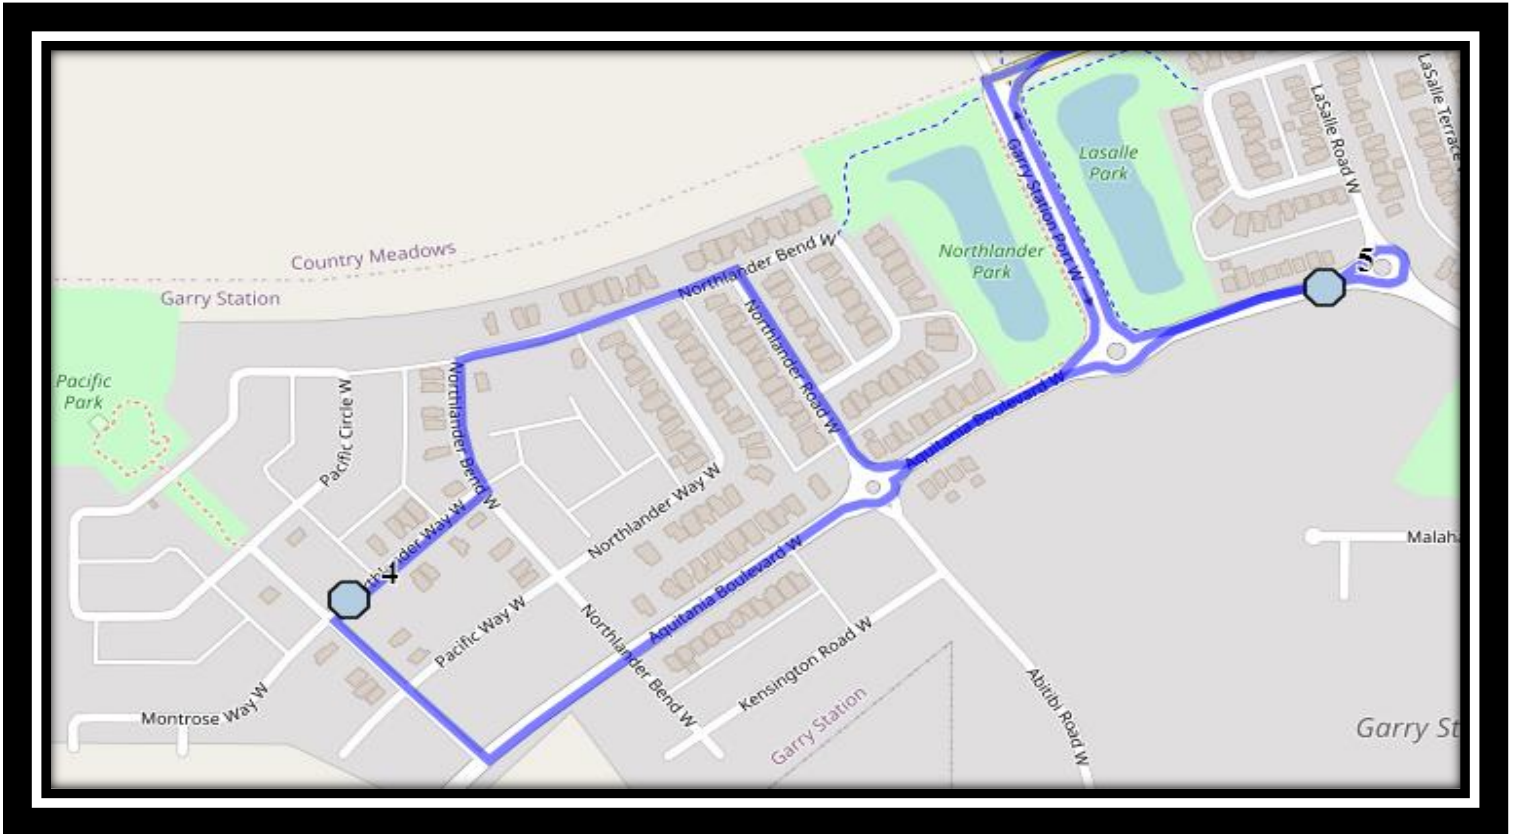 LaSalle Terrace
LaSalle Road W
Lasalle
Park
Garry Station Port W
Northlander
Park
5
Country Meadows
Garry Station
Northlander Bend W
Northlander Road W
Pacific
Park
Pacific Circle W
Northlander Bend W
Aquitania Boulevard W
Northlander Way W
4
Aquitania Boulevard W
Pacific Way W
Northlander Bend W
Kensington Road W
Garry Station
Abitibi Road W
Montrose Way W
Garry St